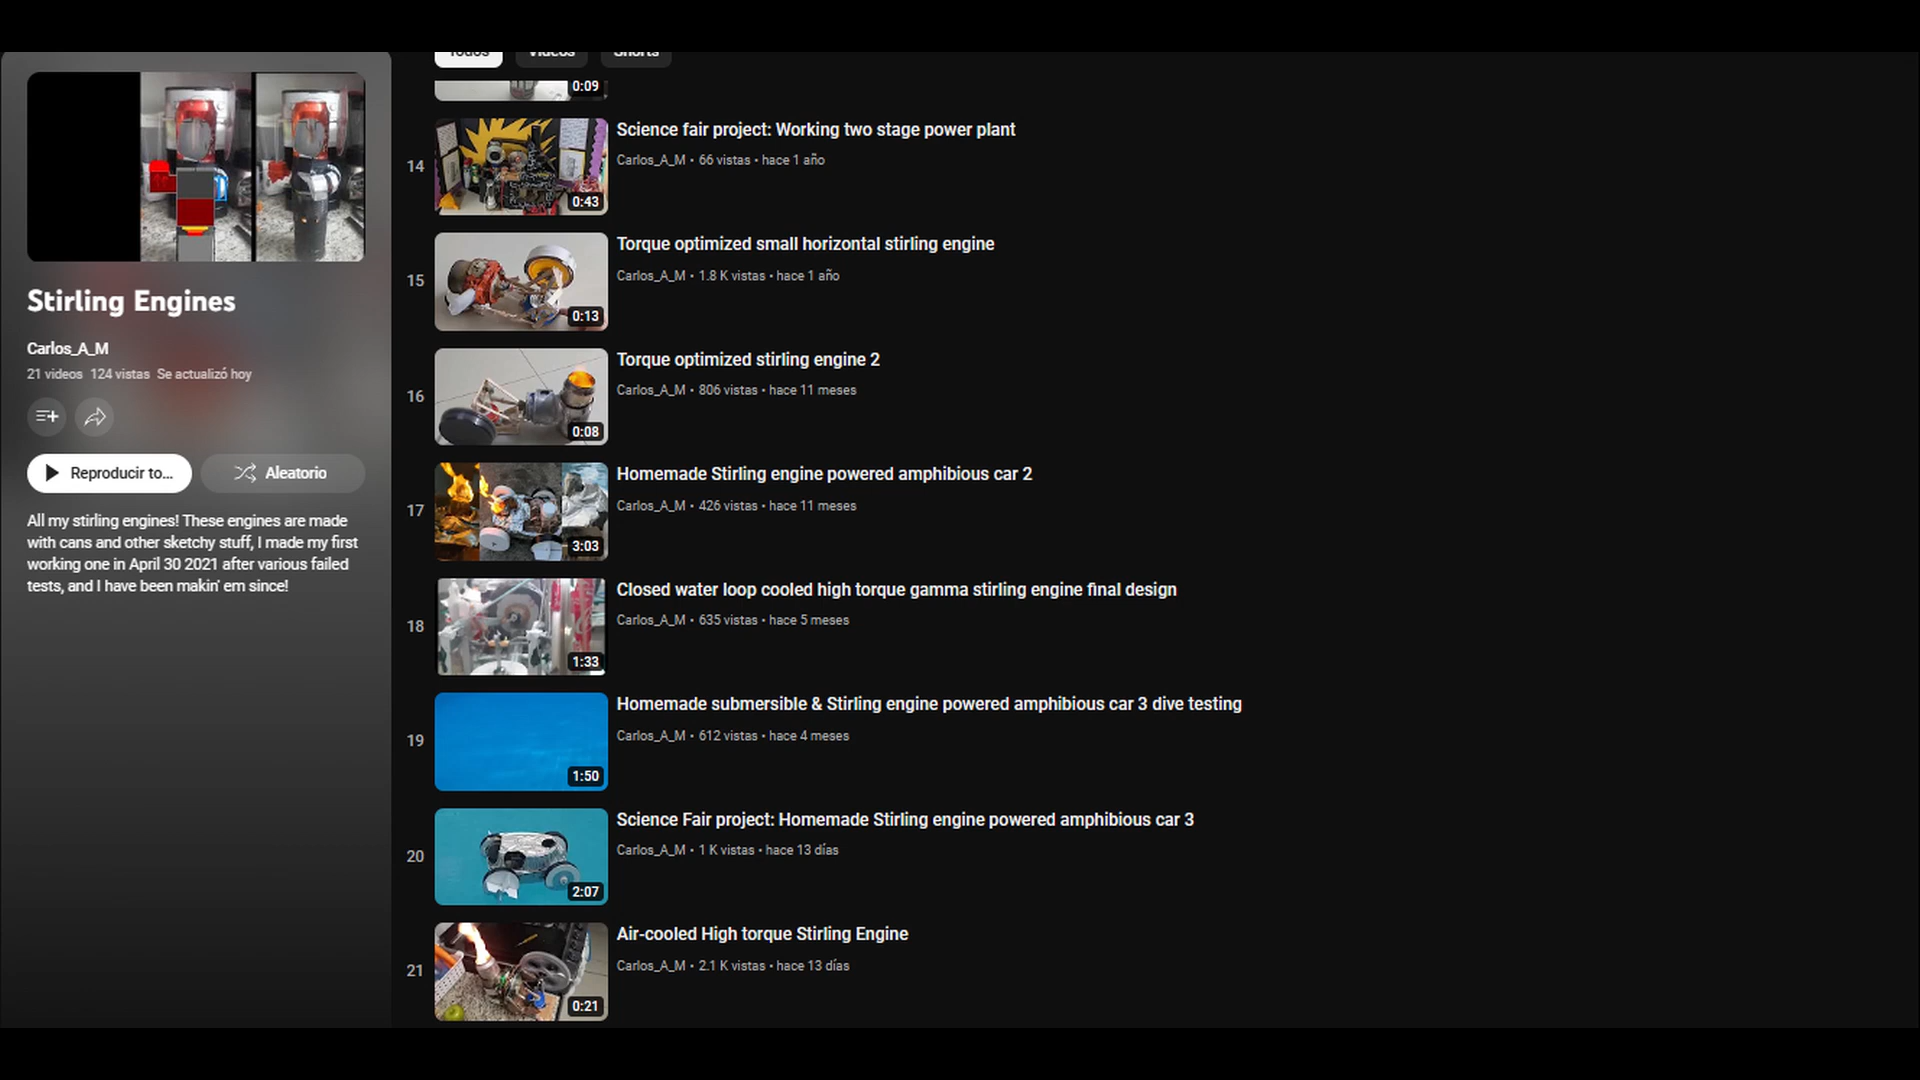 Todos
Videos
Shorts
Stirling Engines
Carlos_A_M
21 videos 124 vistas Se actualizó hoy
Reproducir to...
Aleatorio
All my stirling engines! These engines are made
with cans and other sketchy stuff, I made my first
working one in April 30 2021 after various failed
tests, and I have been makin' em since!
0:09
14
0:43
Science fair project: Working two stage power plant
Carlos_A_M • 66 vistas • hace 1 año
15
0:13
Torque optimized small horizontal stirling engine
Carlos_A_M • 1.8 K vistas • hace 1 año
16
0:08
Torque optimized stirling engine 2
Carlos_A_M • 806 vistas • hace 11 meses
17
3:03
Homemade Stirling engine powered amphibious car 2
Carlos_A_M • 426 vistas • hace 11 meses
18
1:33
Closed water loop cooled high torque gamma stirling engine final design
Carlos_A_M • 635 vistas • hace 5 meses
19
1:50
Homemade submersible & Stirling engine powered amphibious car 3 dive testing
Carlos_A_M • 612 vistas • hace 4 meses
20
2:07
Science Fair project: Homemade Stirling engine powered amphibious car 3
Carlos_A_M • 1 K vistas • hace 13 días
21
0:21
Air-cooled High torque Stirling Engine
Carlos_A_M • 2.1 K vistas • hace 13 días